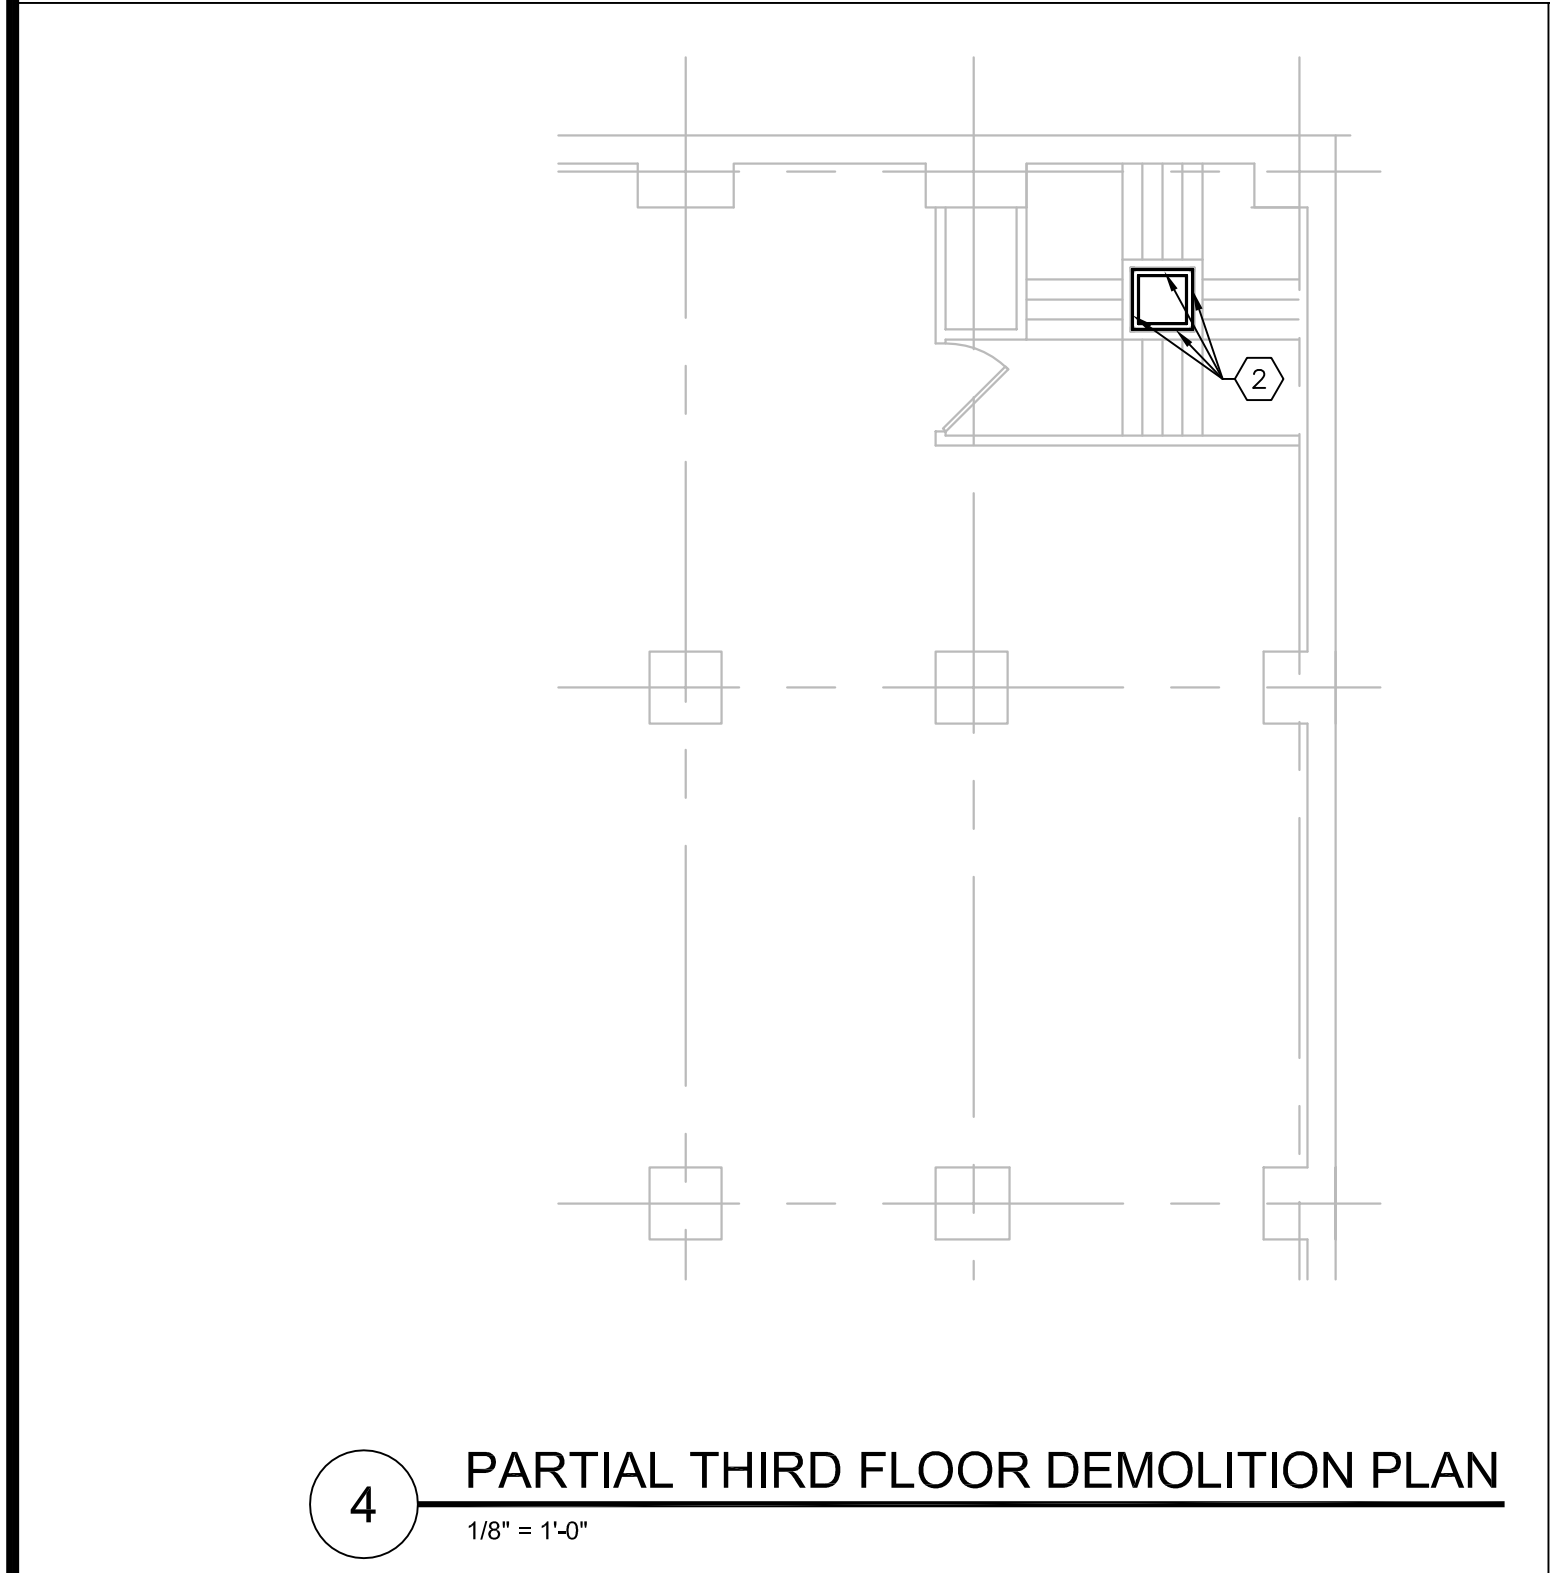 2
4
PARTIAL THIRD FLOOR DEMOLITION PLAN
1/8" = 1'-0"